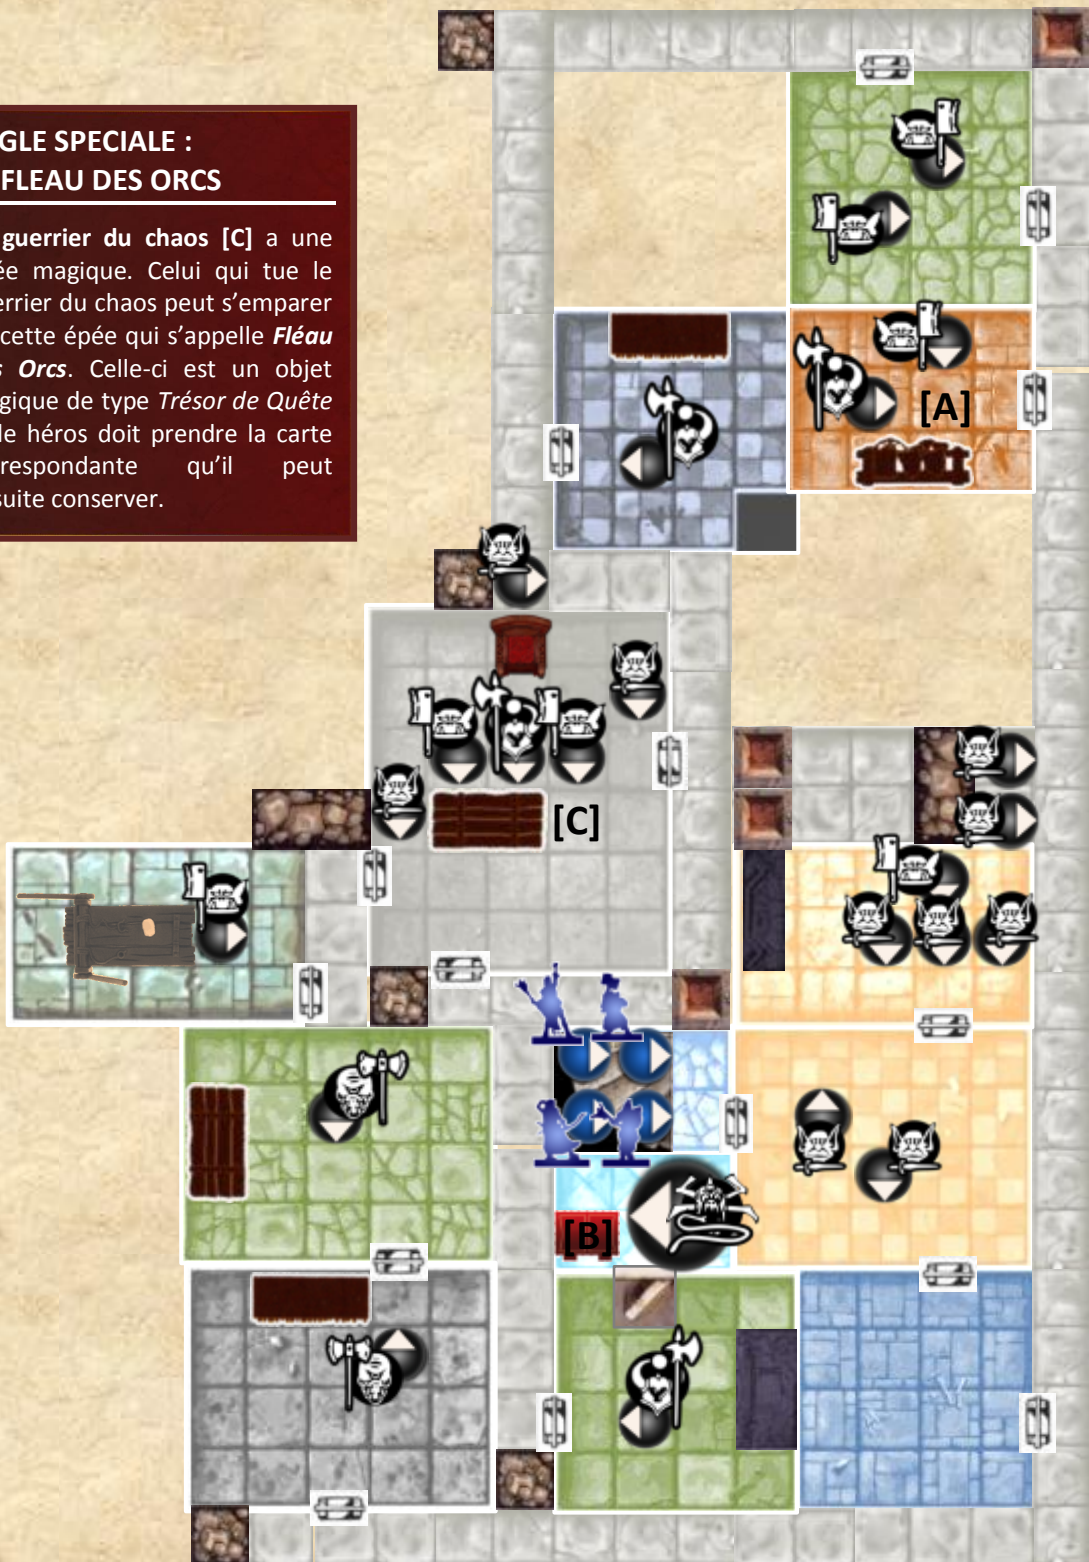 GLE SPECIALE :
FLEAU DES ORCS
guerrier du chaos [C] a une
ée magique. Celui qui tue le
errier du chaos peut s’emparer
cette épée qui s’appelle Fléau
s Orcs. Celle-ci est un objet
gique de type Trésor de Quête
le héros doit prendre la carte
respondante qu’il peut
suite conserver.
[A]
[C]
[B]